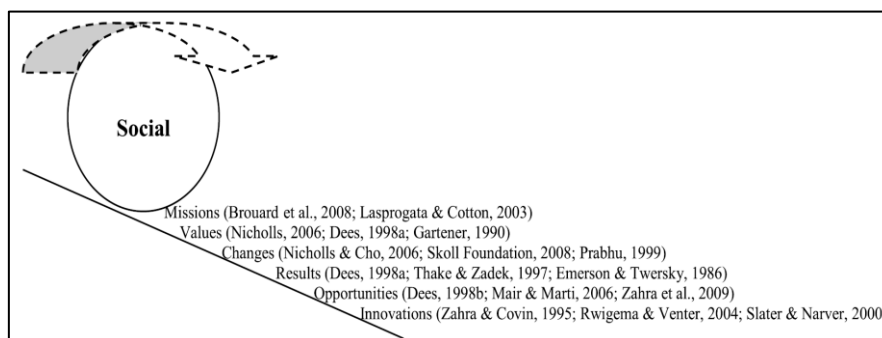 Social
Missions (Brouard et al., 2008; Lasprogata & Cotton, 2003)
Values (Nicholls, 2006; Dees, 1998a; Gartener, 1990)
Changes (Nicholls & Cho, 2006; Skoll Foundation, 2008; Prabhu, 1999)
Results (Dees, 1998a; Thake & Zadek, 1997; Emerson & Twersky, 1986)
Opportunities (Dees, 1998b; Mair & Marti, 2006; Zahra et al., 2009)
Innovations (Zahra & Covin, 1995; Rwigema & Venter, 2004; Slater & Narver, 2000